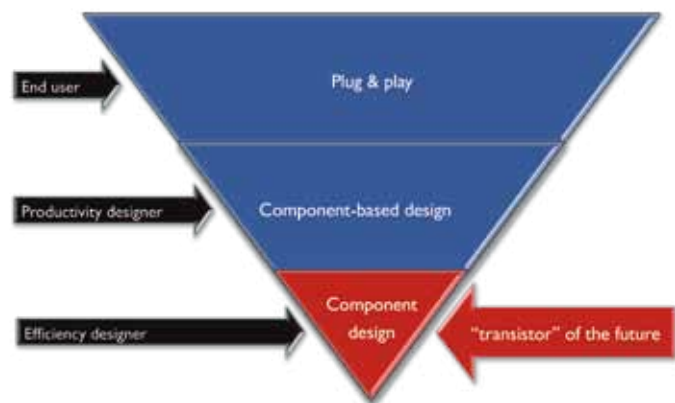 End user
Plug & play
Productivity designer
Component-based design
Efficiency designer
Component
design
"transistor" of the future